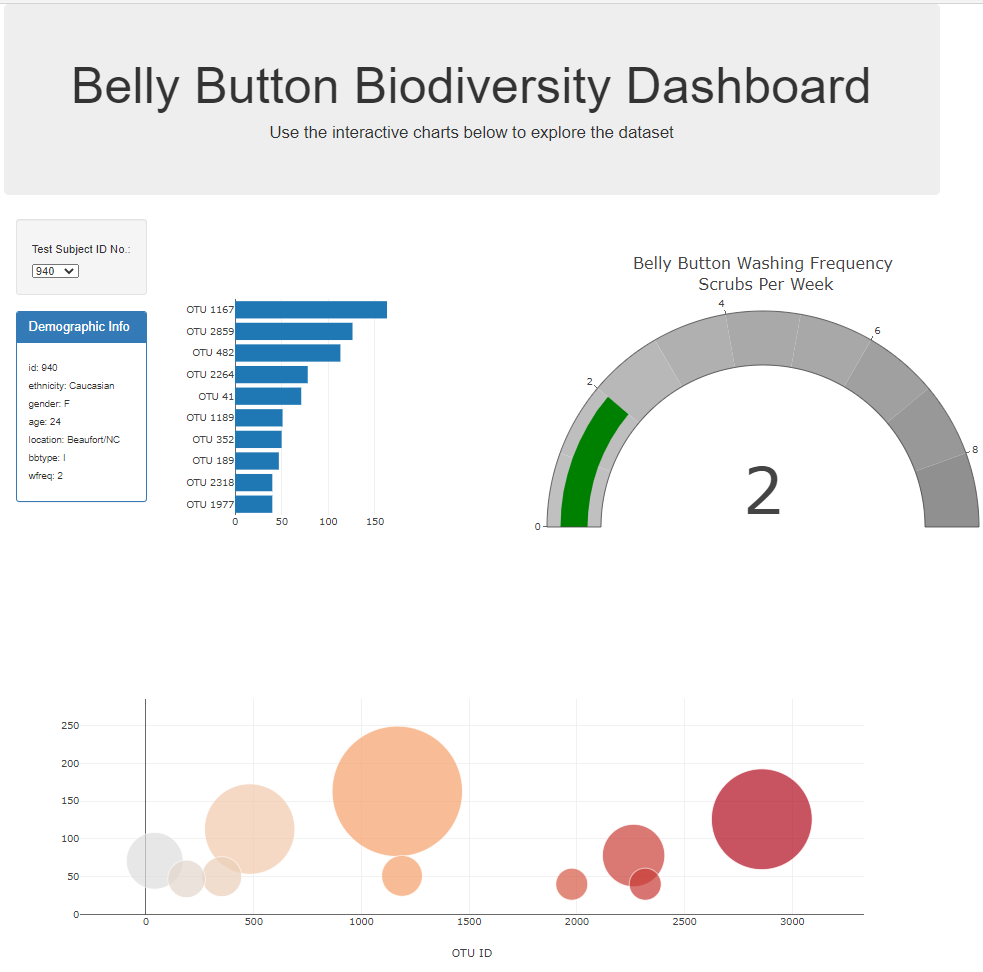 Belly Button Biodiversity Dashboard
Use the interactive charts below to explore the dataset
Test Subject ID No.:
940
Demographic Info
id: 940
ethnicity: Caucasian
gender: F
age: 24
location: Beaufort/NC
bbtype: I
wfreq: 2
OTU 1167
OTU 2859
OTU 482
OTU 2264
OTU 41
OTU 1189
OTU 352
OTU 189
OTU 2318
OTU 1977
0 50 100 150
Belly Button Washing Frequency
Scrubs Per Week
0
2
4
6
8
2
250
200
150
100
50
0
0 500 1000 1500 2000 2500 3000
OTU ID